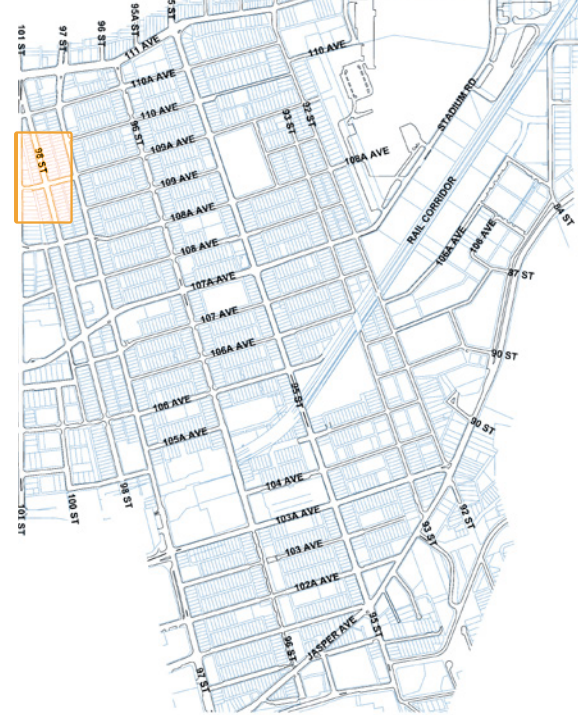 95A ST
95 ST
96 ST
97 ST
101 ST
111 AVE
110 AVE
110A AVE
STADIUM RD
110 AVE
92 ST
93 ST
96 ST
109A AVE
98 ST
108A AVE
109 AVE
108A AVE
84 ST
RAIL CORRIDOR
106A AVE
106 AVE
108 AVE
87 ST
107A AVE
107 AVE
106A AVE
90 ST
95 ST
106 AVE
90 ST
105A AVE
104 AVE
98 ST
100 ST
101 ST
103A AVE
92 ST
93 ST
103 AVE
102A AVE
95 ST
JASPER AVE
96 ST
97 ST